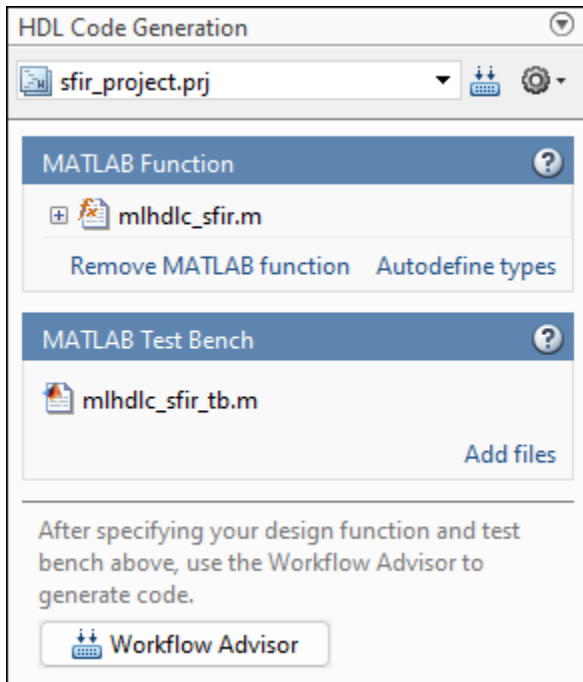 HDL Code Generation
sfir_project.prj
MATLAB Function
mlhdlc_sfir.m
Remove MATLAB function Autodefine types
MATLAB Test Bench
mlhdlc_sfir_tb.m
Add files
After specifying your design function and test
bench above, use the Workflow Advisor to
generate code.
Workflow Advisor